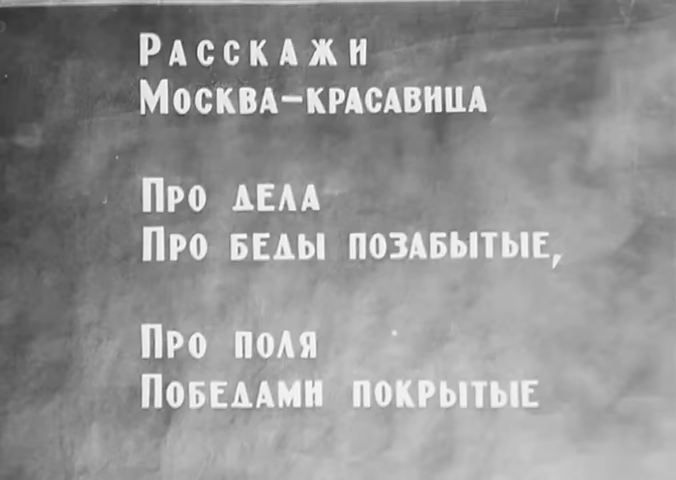 Расскажи
Москва-красавица
Про дела
Про беды позабытые,
Про поля
Победами покрытые